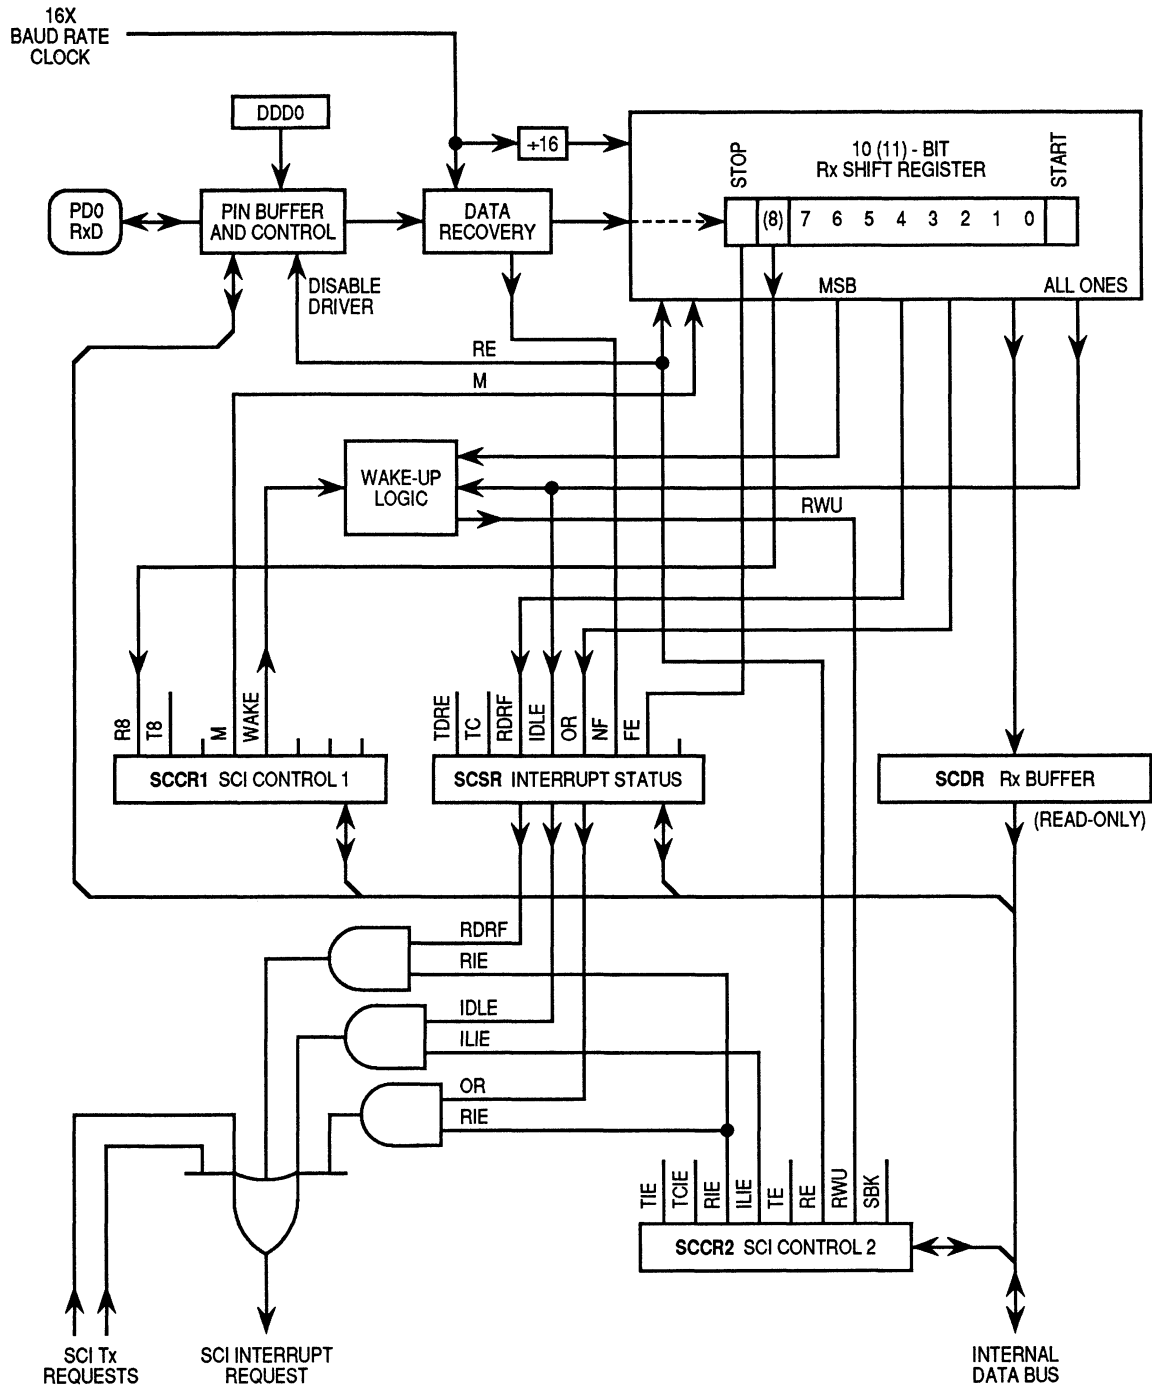 16X
BAUD RATE
CLOCK
DDD0
÷16
10 (11) - BIT
Rx SHIFT REGISTER
STOP
START
PD0
RxD
PIN BUFFER
AND CONTROL
DATA
RECOVERY
(8) 7 6 5 4 3 2 1 0
DISABLE
DRIVER
MSB
ALL ONES
RE
M
WAKE-UP
LOGIC
RWU
R8
T8
M
WAKE
TDRE
TC
RDRF
IDLE
OR
NF
FE
SCCR1 SCI CONTROL 1
SCSR INTERRUPT STATUS
SCDR Rx BUFFER
(READ-ONLY)
RDRF
RIE
IDLE
ILIE
OR
RIE
TIE
TCIE
RIE
ILIE
TE
RE
RWU
SBK
SCCR2 SCI CONTROL 2
SCI Tx
REQUESTS
SCI INTERRUPT
REQUEST
INTERNAL
DATA BUS